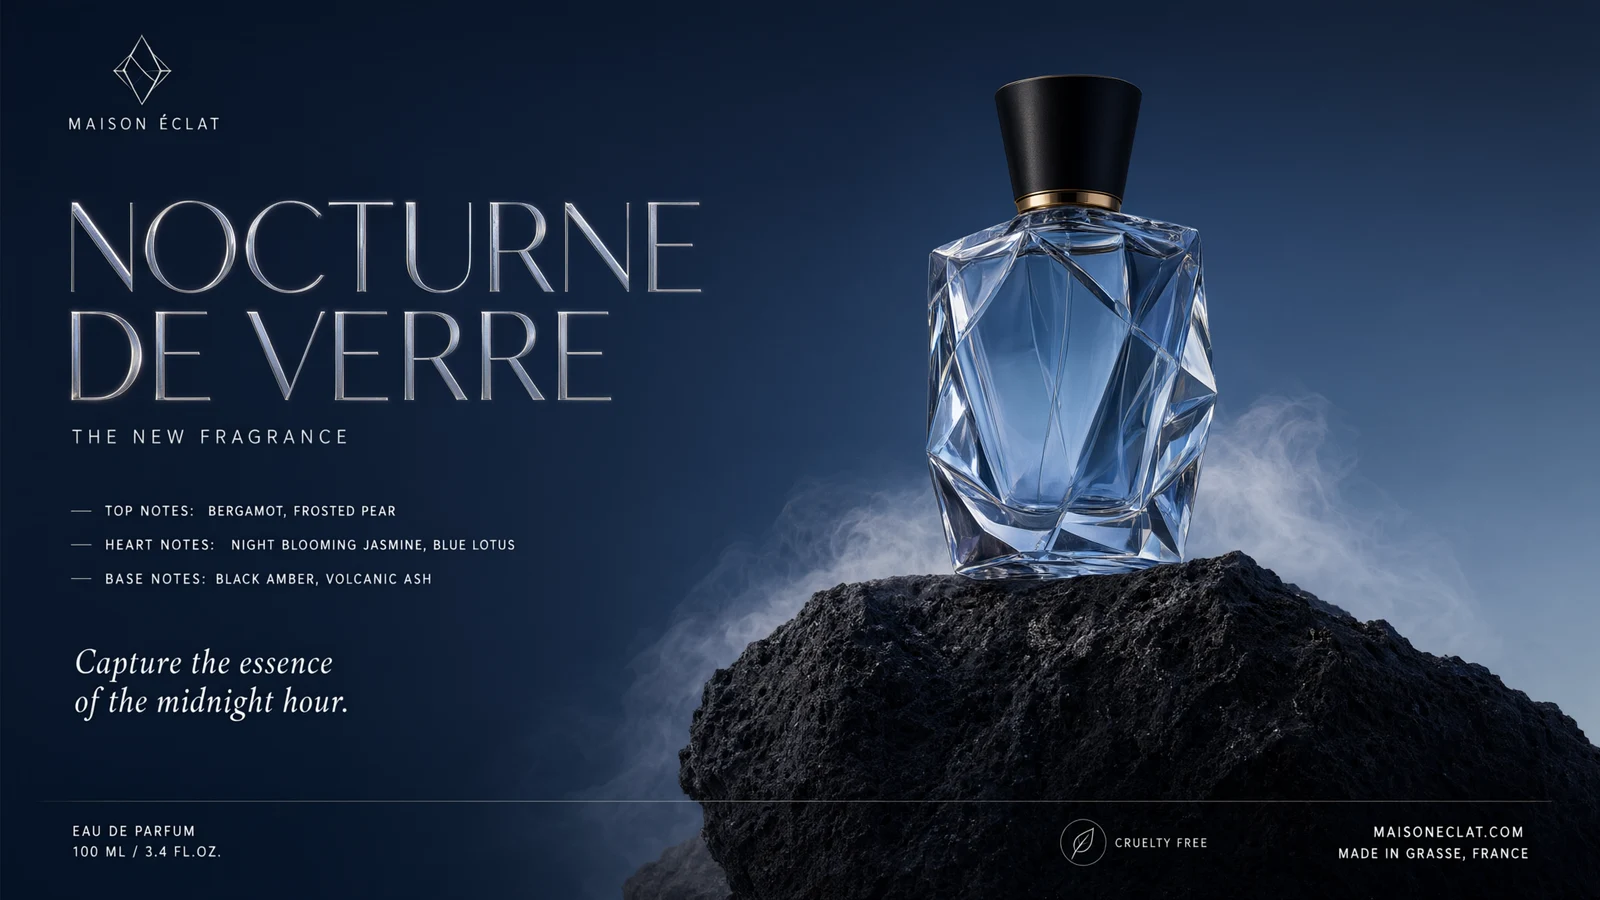 MAISON ÉCLAT
NOCTURNE
DE VERRE
THE NEW FRAGRANCE
— TOP NOTES: BERGAMOT, FROSTED PEAR
— HEART NOTES: NIGHT BLOOMING JASMINE, BLUE LOTUS
— BASE NOTES: BLACK AMBER, VOLCANIC ASH
Capture the essence
of the midnight hour.
EAU DE PARFUM
100 ML / 3.4 FL.OZ.
CRUELTY FREE
MAISONECLAT.COM
MADE IN GRASSE, FRANCE